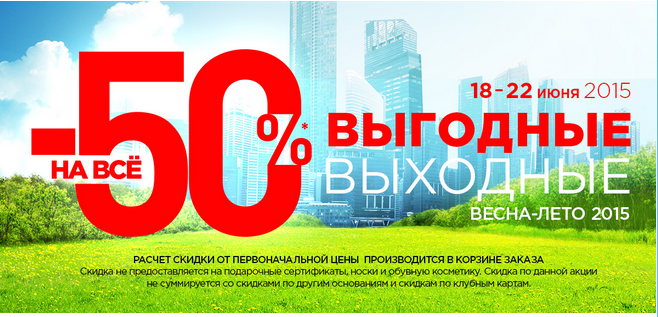 -50%*
НА ВСЁ
18-22 июня 2015
ВЫГОДНЫЕ
ВЫХОДНЫЕ
ВЕСНА-ЛЕТО 2015
РАСЧЕТ СКИДКИ ОТ ПЕРВОНАЧАЛЬНОЙ ЦЕНЫ ПРОИЗВОДИТСЯ В КОРЗИНЕ ЗАКАЗА
Скидка не предоставляется на подарочные сертификаты, носки и обувную косметику. Скидка по данной акции
не суммируется со скидками по другим основаниям и скидкам по клубным картам.